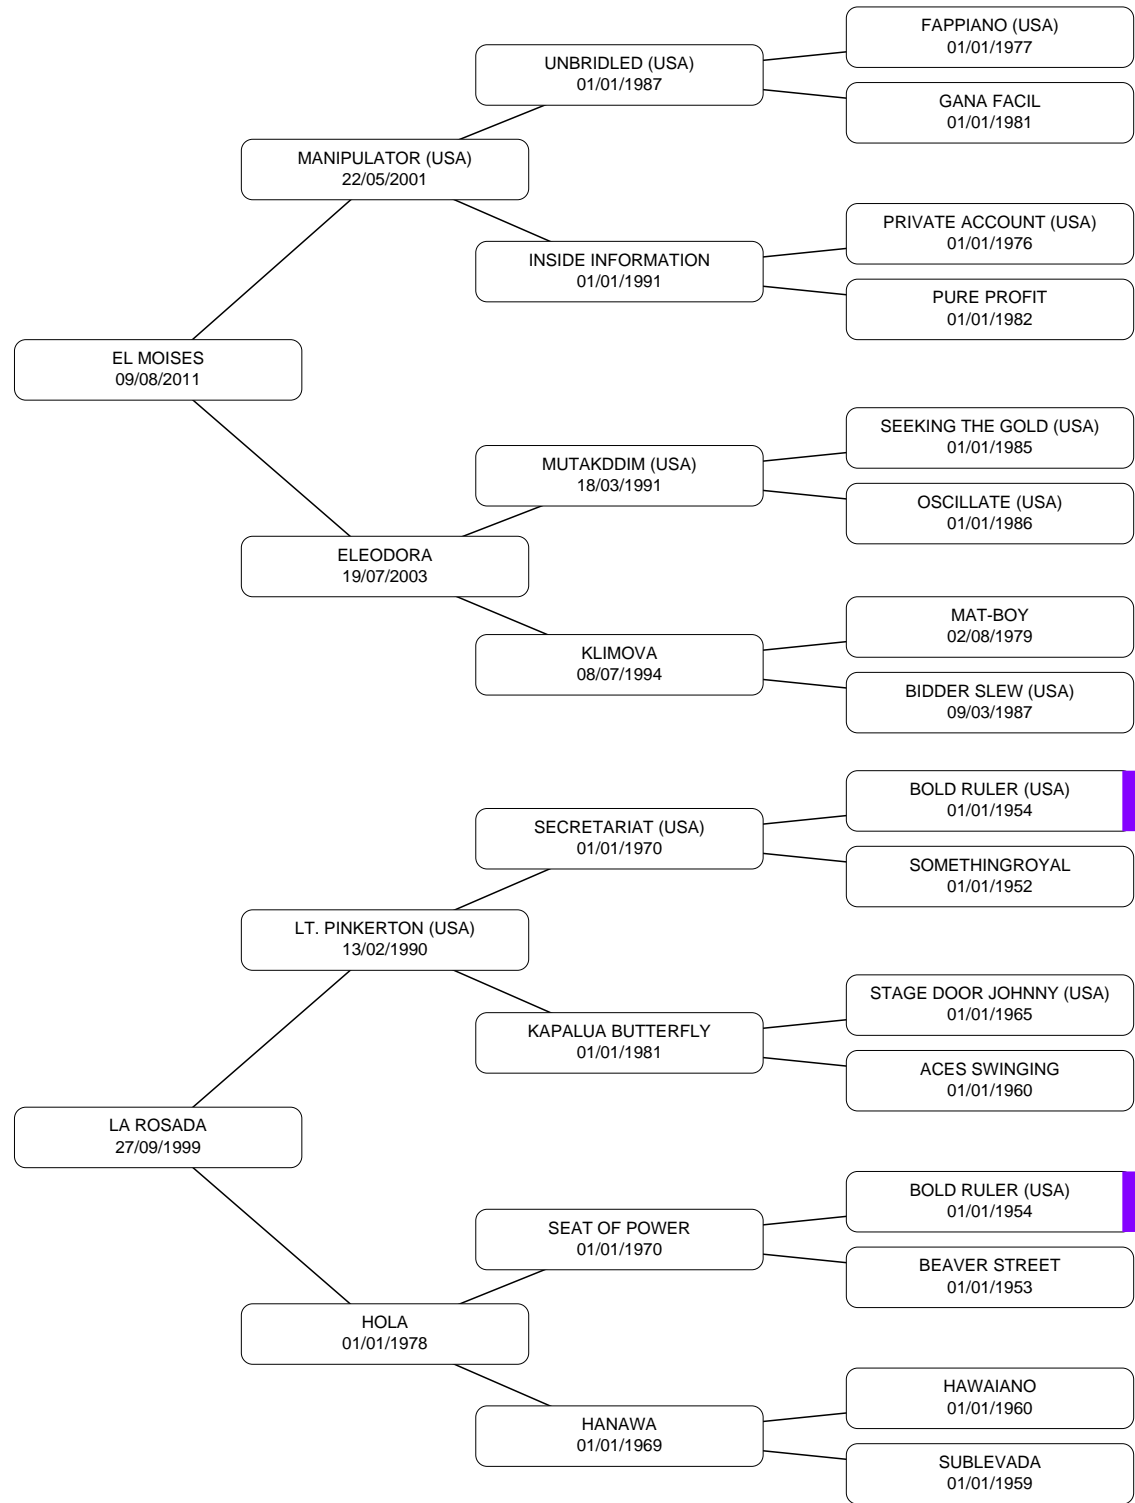 FAPPIANO (USA)
01/01/1977
UNBRIDLED (USA)
01/01/1987
GANA FACIL
01/01/1981
MANIPULATOR (USA)
22/05/2001
PRIVATE ACCOUNT (USA)
01/01/1976
INSIDE INFORMATION
01/01/1991
PURE PROFIT
01/01/1982
EL MOISES
09/08/2011
SEEKING THE GOLD (USA)
01/01/1985
MUTAKDDIM (USA)
18/03/1991
OSCILLATE (USA)
01/01/1986
ELEODORA
19/07/2003
MAT-BOY
02/08/1979
KLIMOVA
08/07/1994
BIDDER SLEW (USA)
09/03/1987
BOLD RULER (USA)
01/01/1954
SECRETARIAT (USA)
01/01/1970
SOMETHINGROYAL
01/01/1952
LT. PINKERTON (USA)
13/02/1990
STAGE DOOR JOHNNY (USA)
01/01/1965
KAPALUA BUTTERFLY
01/01/1981
ACES SWINGING
01/01/1960
LA ROSADA
27/09/1999
BOLD RULER (USA)
01/01/1954
SEAT OF POWER
01/01/1970
BEAVER STREET
01/01/1953
HOLA
01/01/1978
HAWAIANO
01/01/1960
HANAWA
01/01/1969
SUBLEVADA
01/01/1959